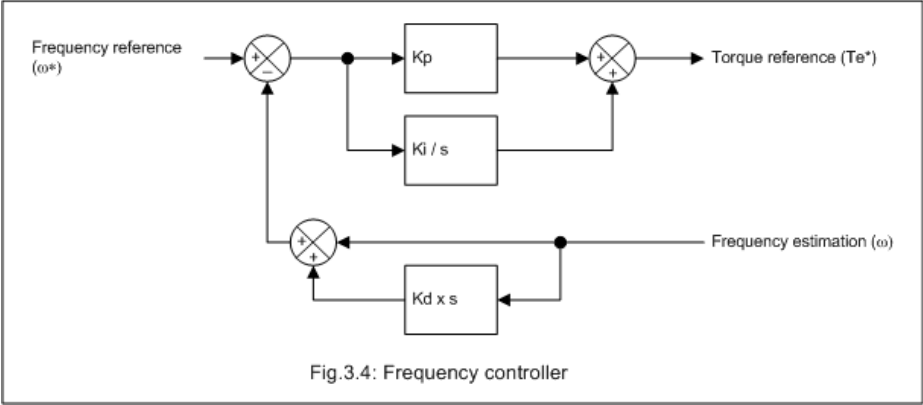 Frequency reference
(ω*)
+
−
Kp
+
+
Torque reference (Te*)
Ki / s
+
+
Frequency estimation (ω)
Kd x s
Fig.3.4: Frequency controller